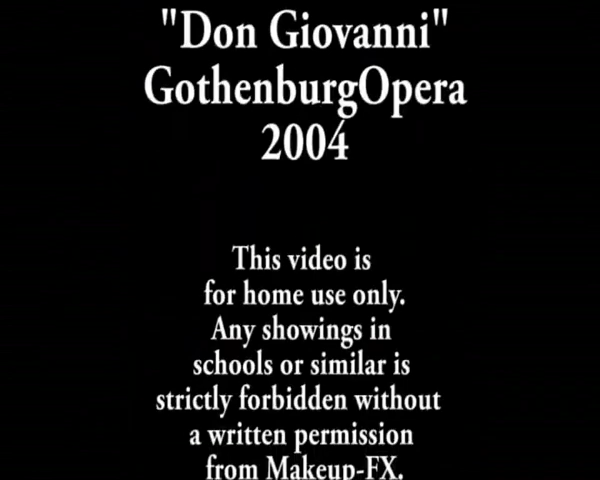 "Don Giovanni"
GothenburgOpera
2004
This video is
for home use only.
Any showings in
schools or similar is
strictly forbidden without
a written permission
from Makeup-FX.